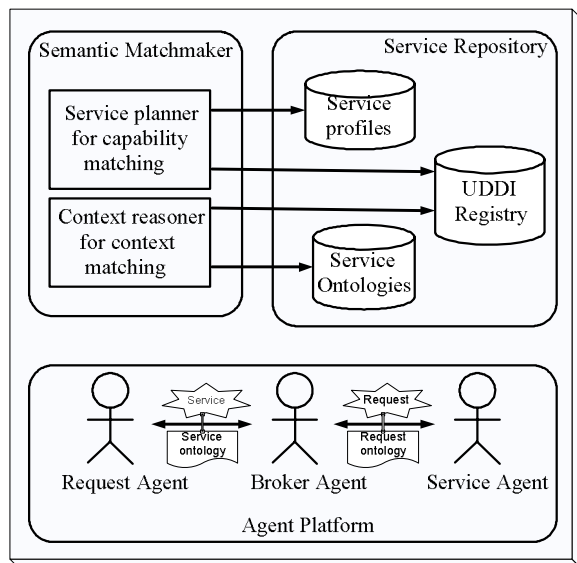 Semantic Matchmaker
Service Repository
Service planner
for capability
matching
Context reasoner
for context
matching
Service
profiles
UDDI
Registry
Service
Ontologies
Service
Service
ontology
Request
Request
ontology
Request Agent
Broker Agent
Service Agent
Agent Platform